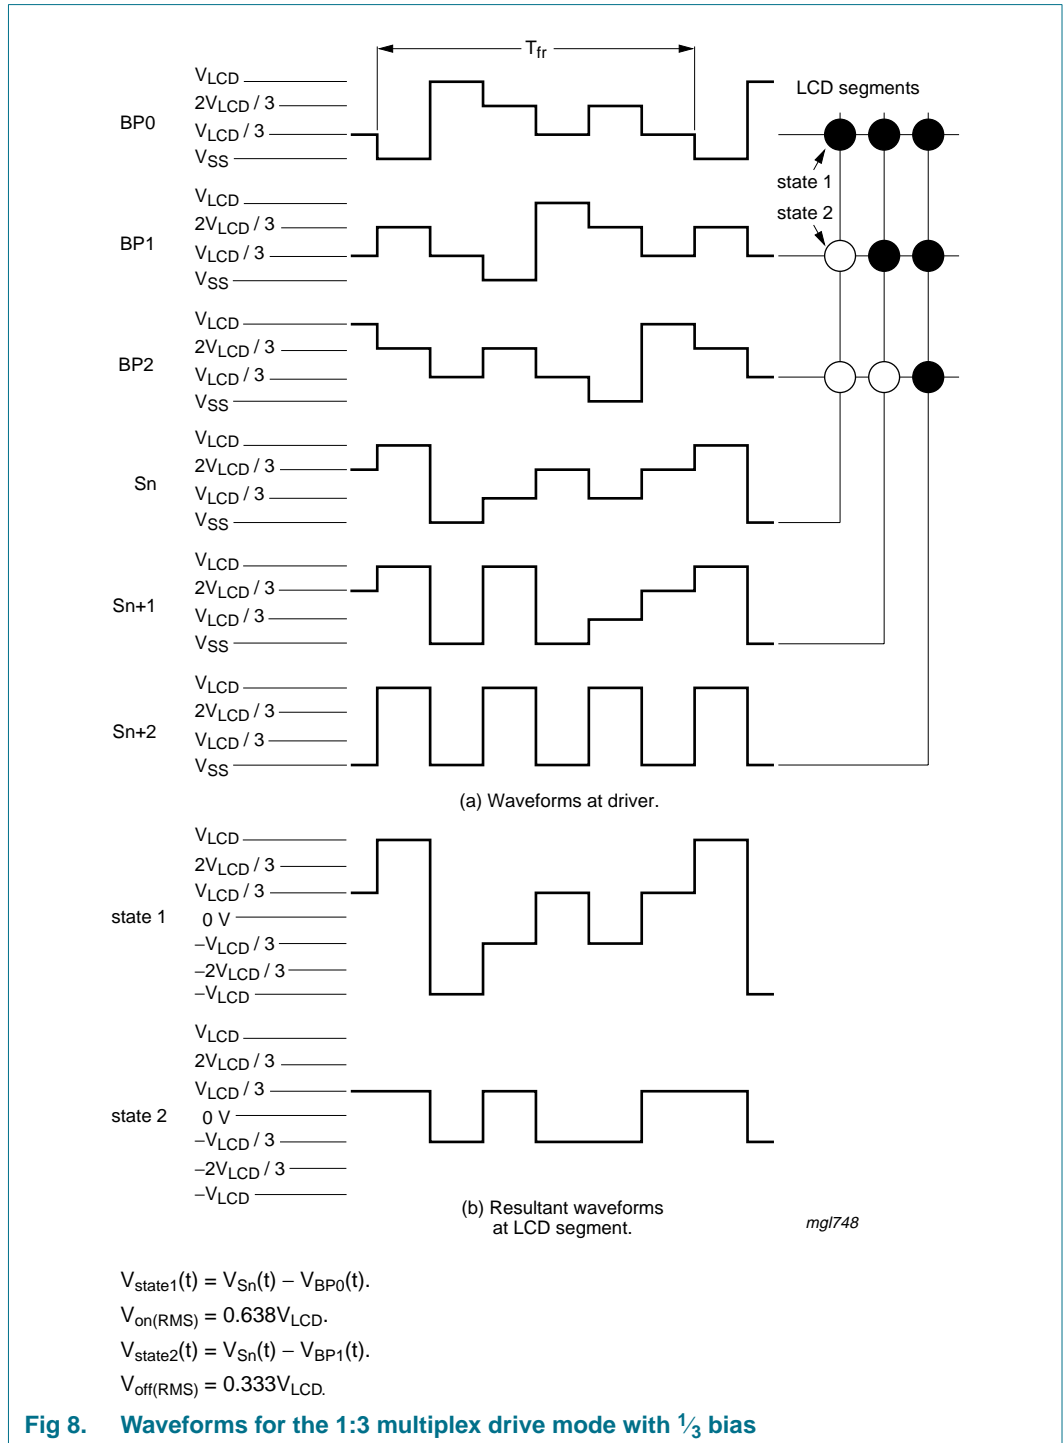 Tfr
VLCD
2VLCD / 3
BP0
VLCD / 3
VSS
LCD segments
state 1
state 2
VLCD
2VLCD / 3
BP1
VLCD / 3
VSS
VLCD
2VLCD / 3
BP2
VLCD / 3
VSS
VLCD
2VLCD / 3
Sn
VLCD / 3
VSS
VLCD
2VLCD / 3
Sn+1
VLCD / 3
VSS
VLCD
2VLCD / 3
Sn+2
VLCD / 3
VSS
(a) Waveforms at driver.
VLCD
2VLCD / 3
VLCD / 3
state 1
0 V
−VLCD / 3
−2VLCD / 3
−VLCD
VLCD
2VLCD / 3
VLCD / 3
state 2
0 V
−VLCD / 3
−2VLCD / 3
−VLCD
(b) Resultant waveforms
at LCD segment.
mgl748
Vstate1(t) = VSn(t) − VBP0(t).
Von(RMS) = 0.638VLCD.
Vstate2(t) = VSn(t) − VBP1(t).
Voff(RMS) = 0.333VLCD.
Fig 8. Waveforms for the 1:3 multiplex drive mode with 1⁄3 bias